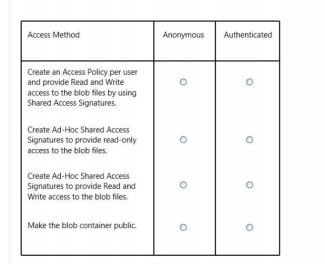 Access Method Anonymous Authenticated
Create an Access Policy per user
and provide Read and Write
access to the blob files by using
Shared Access Signatures.
Create Ad-Hoc Shared Access
Signatures to provide read-only
access to the blob files.
Create Ad-Hoc Shared Access
Signatures to provide Read and
Write access to the blob files.
Make the blob container public.